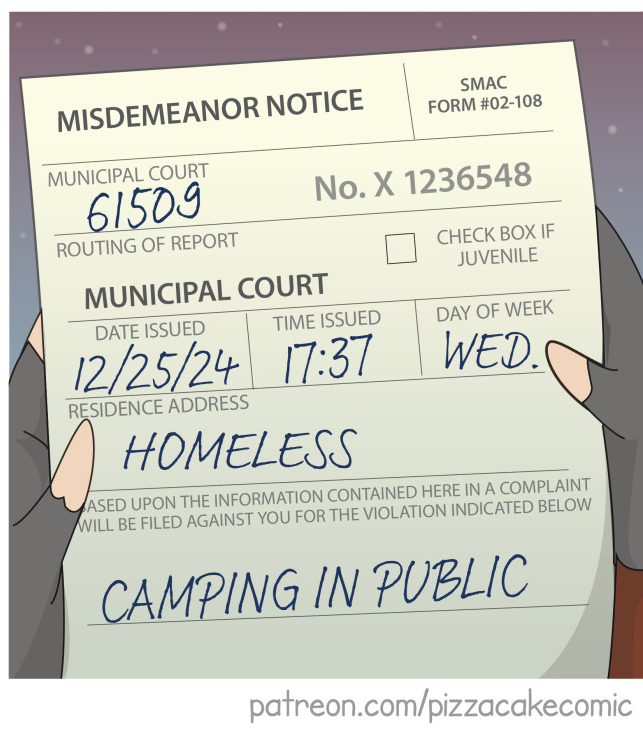 MISDEMEANOR NOTICE
SMAC
FORM #02-108
MUNICIPAL COURT
61509
No. X 1236548
ROUTING OF REPORT
CHECK BOX IF
JUVENILE
MUNICIPAL COURT
DATE ISSUED
12/25/24
TIME ISSUED
17:37
DAY OF WEEK
WED.
RESIDENCE ADDRESS
HOMELESS
BASED UPON THE INFORMATION CONTAINED HERE IN A COMPLAINT
WILL BE FILED AGAINST YOU FOR THE VIOLATION INDICATED BELOW
CAMPING IN PUBLIC
patreon.com/pizzacakecomic